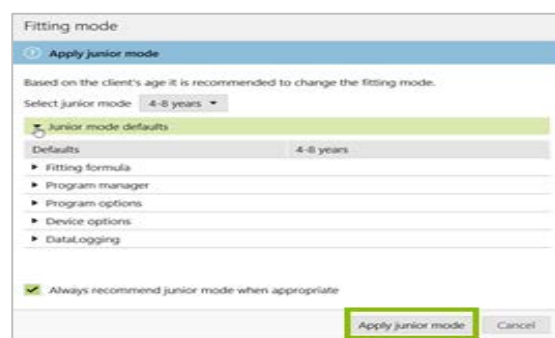 Fitting mode
Apply junior mode
Based on the client's age it is recommended to change the fitting mode.
Select junior mode 4-8 years
Junior mode defaults
Defaults 4-8 years
Fitting formula
Program manager
Program options
Device options
DataLogging
Always recommend junior mode when appropriate
Apply junior mode Cancel